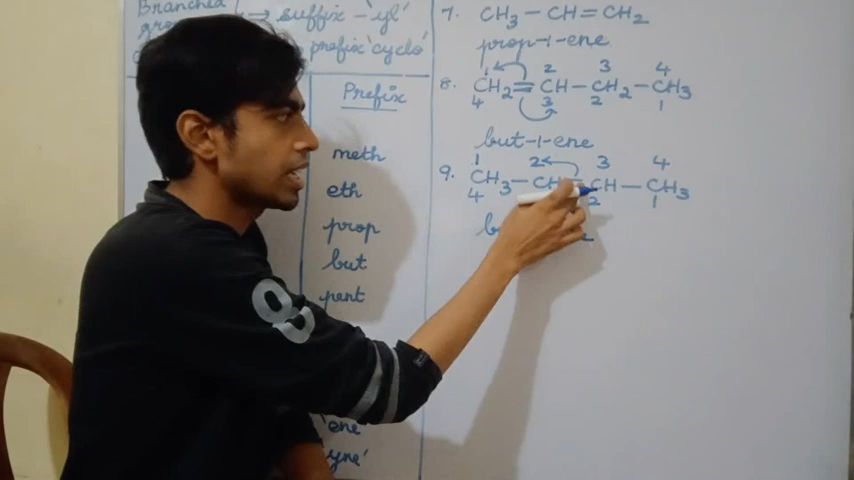 Branched
⇒ suffix - 'yl'
prefix 'cyclo'
Prefix
meth
eth
prop
but
pent
'ene'
'yne'
7. CH3 - CH = CH2
prop-1-ene
1 2 3 4
8. CH2 = CH - CH2 - CH3
4 3 2 1
but-1-ene
1 2 3 4
9. CH3 - CH = CH - CH3
4 2 1
8